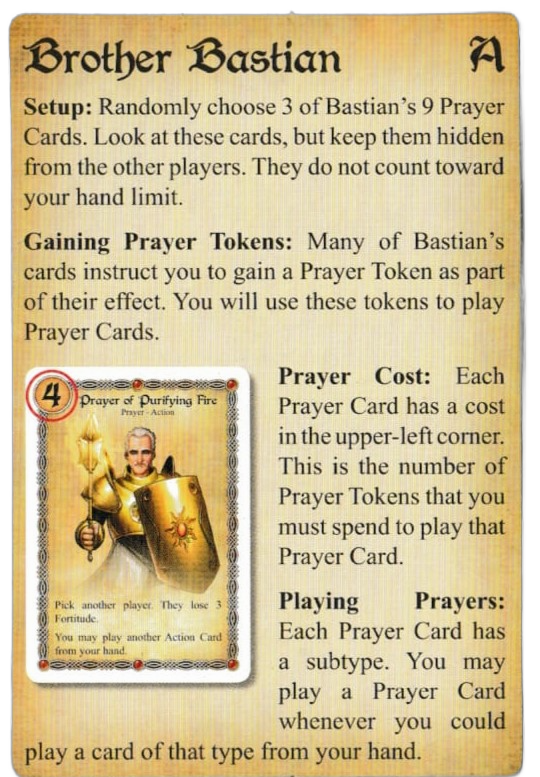 Brother Bastian A
Setup: Randomly choose 3 of Bastian's 9 Prayer
Cards. Look at these cards, but keep them hidden
from the other players. They do not count toward
your hand limit.
Gaining Prayer Tokens: Many of Bastian's
cards instruct you to gain a Prayer Token as part
of their effect. You will use these tokens to play
Prayer Cards.
4
Prayer of Purifying Fire
Prayer - Action
Pick another player. They lose 3
Fortitude.
You may play another Action Card
from your hand.
Prayer Cost: Each
Prayer Card has a cost
in the upper-left corner.
This is the number of
Prayer Tokens that you
must spend to play that
Prayer Card.
Playing Prayers:
Each Prayer Card has
a subtype. You may
play a Prayer Card
whenever you could
play a card of that type from your hand.